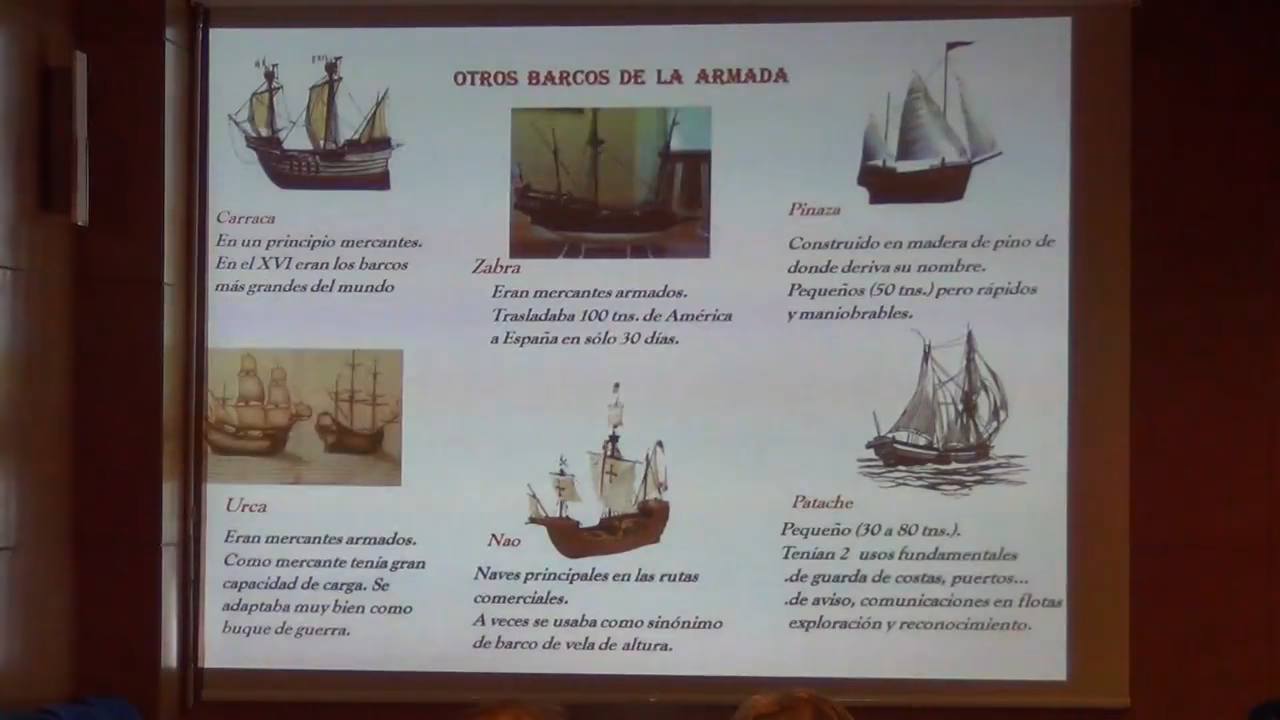 OTROS BARCOS DE LA ARMADA
Carraca
En un principio mercantes.
En el XVI eran los barcos
más grandes del mundo
Zabra
Eran mercantes armados.
Trasladaba 100 tns. de América
a España en sólo 30 días.
Pinaza
Construido en madera de pino de
donde deriva su nombre.
Pequeños (50 tns.) pero rápidos
y maniobrables.
Urca
Eran mercantes armados.
Como mercante tenía gran
capacidad de carga. Se
adaptaba muy bien como
buque de guerra.
Nao
Naves principales en las rutas
comerciales.
A veces se usaba como sinónimo
de barco de vela de altura.
Patache
Pequeño (30 a 80 tns.).
Tenían 2 usos fundamentales
.de guarda de costas, puertos...
.de aviso, comunicaciones en flotas
exploración y reconocimiento.